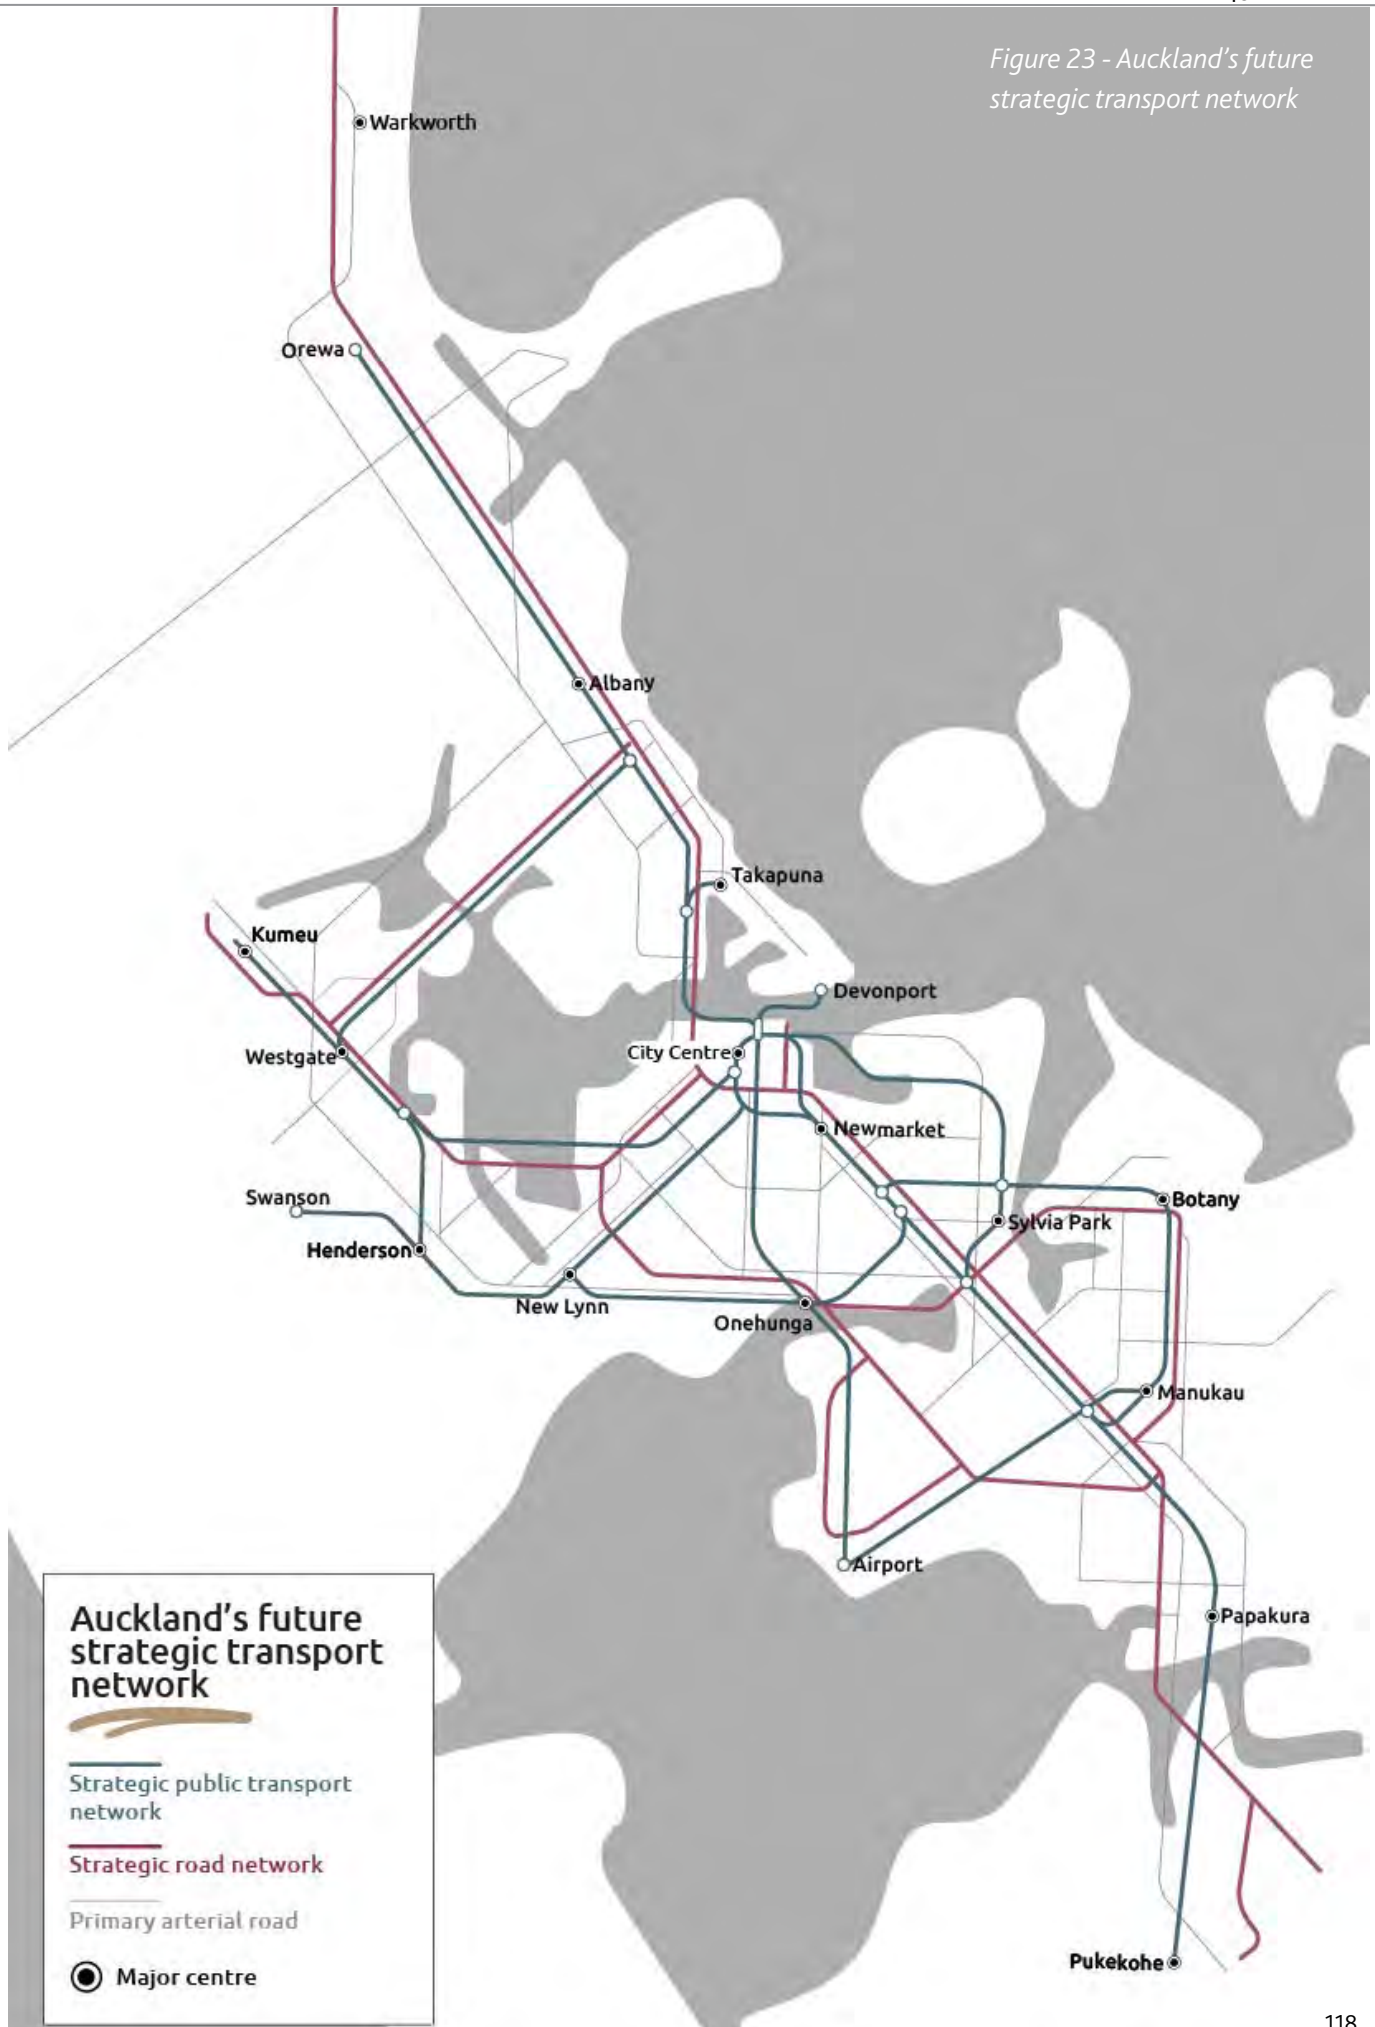 Figure 23 - Auckland's future
strategic transport network
Warkworth
Orewa
Albany
Takapuna
Kumeu
Devonport
City Centre
Westgate
Newmarket
Swanson
Botany
Sylvia Park
Henderson
New Lynn
Onehunga
Manukau
Airport
Papakura
Pukekohe
Auckland's future
strategic transport
network
Strategic public transport
network
Strategic road network
Primary arterial road
Major centre
118